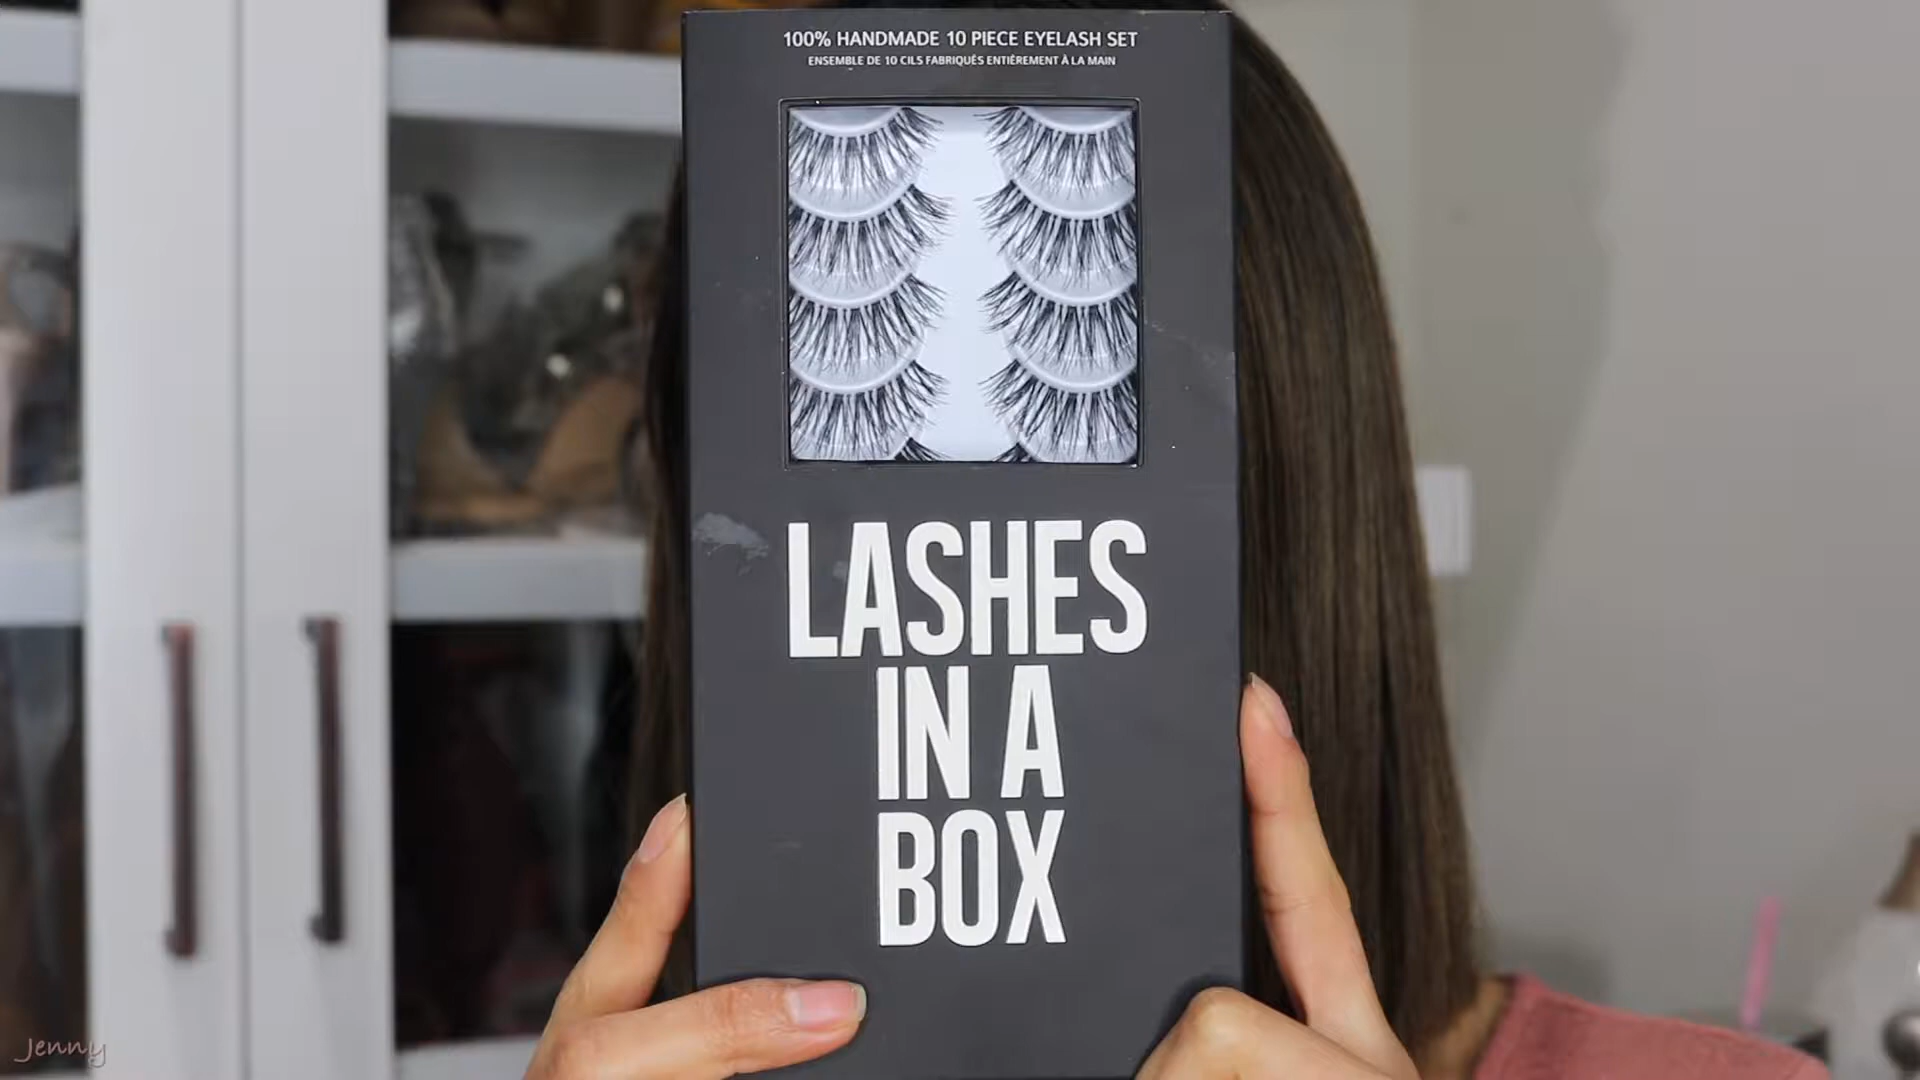 100% HANDMADE 10 PIECE EYELASH SET
ENSEMBLE DE 10 CILS FABRIQUÉS ENTIÈREMENT À LA MAIN
LASHES
IN A
BOX
Jenny